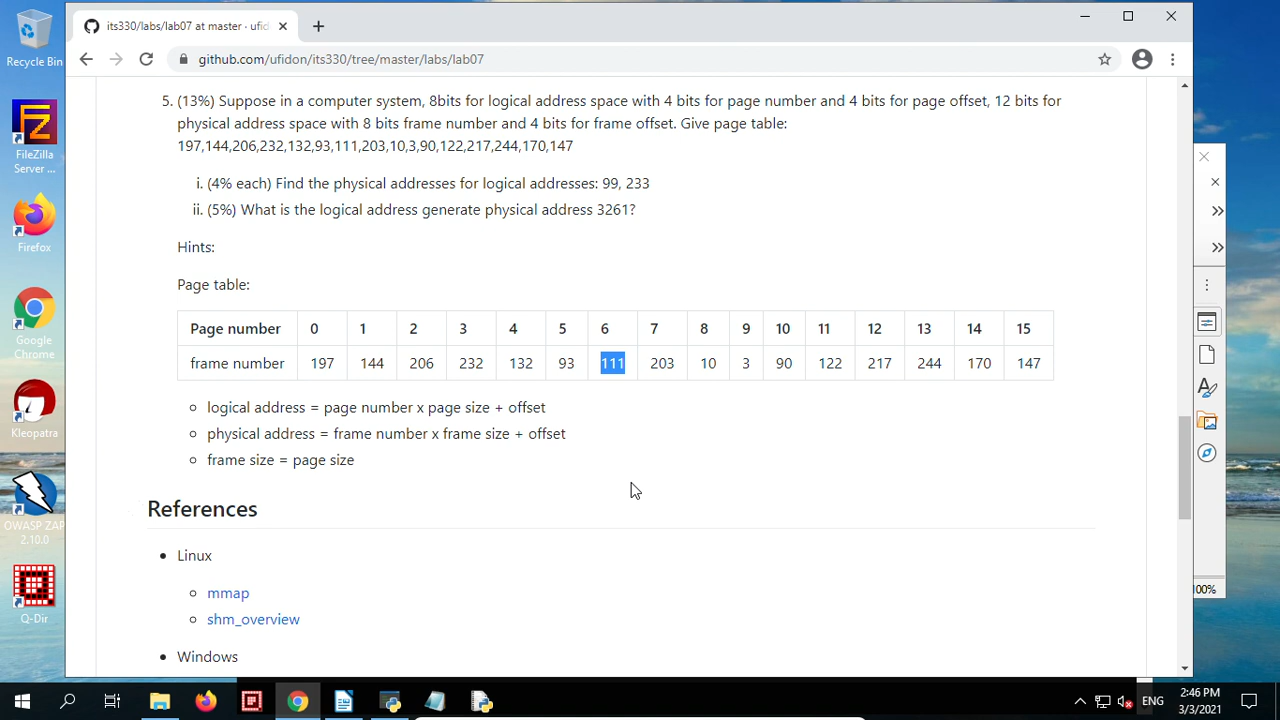 Recycle Bin
FileZilla
Server ...
Firefox
Google
Chrome
Kleopatra
OWASP ZAP
2.10.0
Q-Dir
its330/labs/lab07 at master · ufid
github.com/ufidon/its330/tree/master/labs/lab07
5. (13%) Suppose in a computer system, 8bits for logical address space with 4 bits for page number and 4 bits for page offset, 12 bits for
physical address space with 8 bits frame number and 4 bits for frame offset. Give page table:
197,144,206,232,132,93,111,203,10,3,90,122,217,244,170,147
i. (4% each) Find the physical addresses for logical addresses: 99, 233
ii. (5%) What is the logical address generate physical address 3261?
Hints:
Page table:
Page number 0 1 2 3 4 5 6 7 8 9 10 11 12 13 14 15
frame number 197 144 206 232 132 93 111 203 10 3 90 122 217 244 170 147
logical address = page number x page size + offset
physical address = frame number x frame size + offset
frame size = page size
References
Linux
mmap
shm_overview
Windows
100%
ENG
2:46 PM
3/3/2021